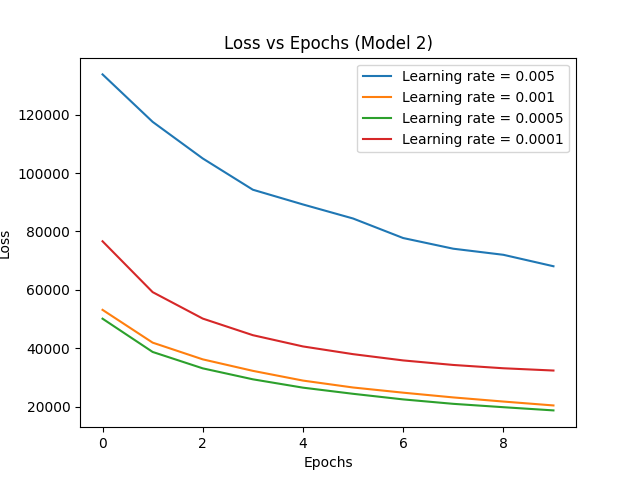 Loss vs Epochs (Model 2)
Learning rate = 0.005
Learning rate = 0.001
Learning rate = 0.0005
Learning rate = 0.0001
120000
100000
80000
60000
40000
20000
Loss
0 2 4 6 8
Epochs